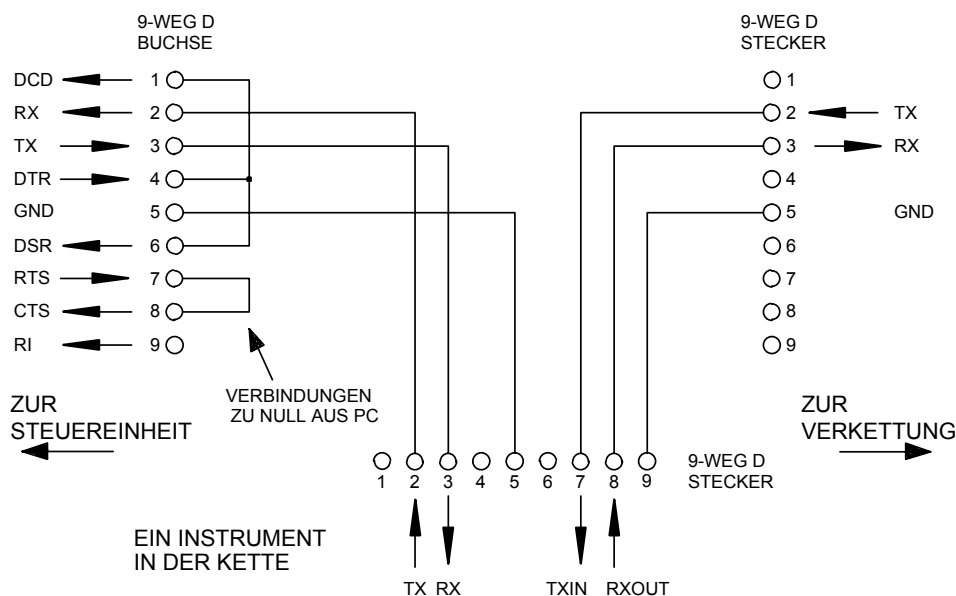 9-WEG D
BUCHSE
9-WEG D
STECKER
DCD 1
RX 2
TX 3
DTR 4
GND 5
DSR 6
RTS 7
CTS 8
RI 9
1
2 TX
3 RX
4
5 GND
6
7
8
9
VERBINDUNGEN
ZU NULL AUS PC
ZUR
STEUEREINHEIT
ZUR
VERKETTUNG
1 2 3 4 5 6 7 8 9
9-WEG D
STECKER
EIN INSTRUMENT
IN DER KETTE
TX RX TXIN RXOUT